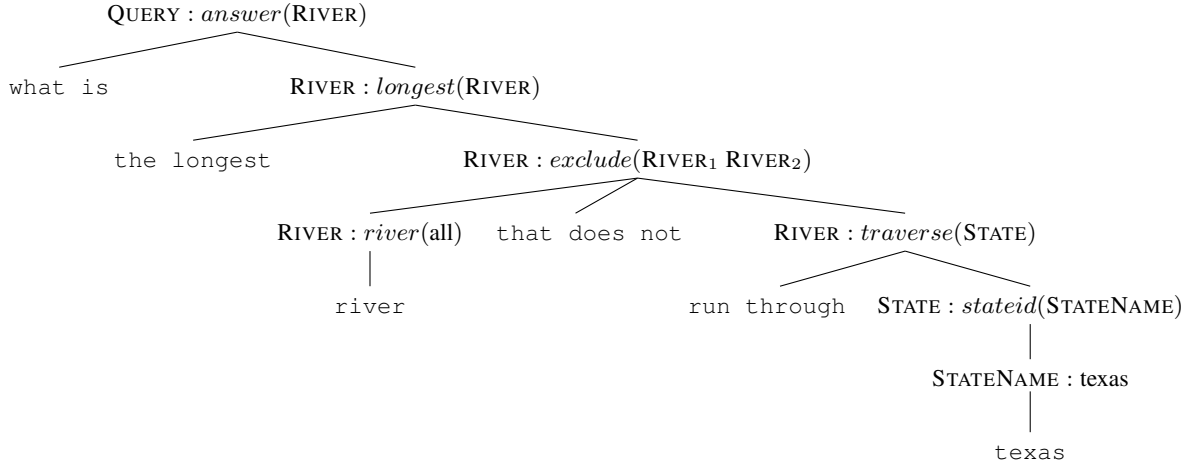 QUERY : answer(RIVER)
what is RIVER : longest(RIVER)
the longest RIVER : exclude(RIVER₁ RIVER₂)
RIVER : river(all) that does not RIVER : traverse(STATE)
river run through STATE : stateid(STATENAME)
STATENAME : texas
texas